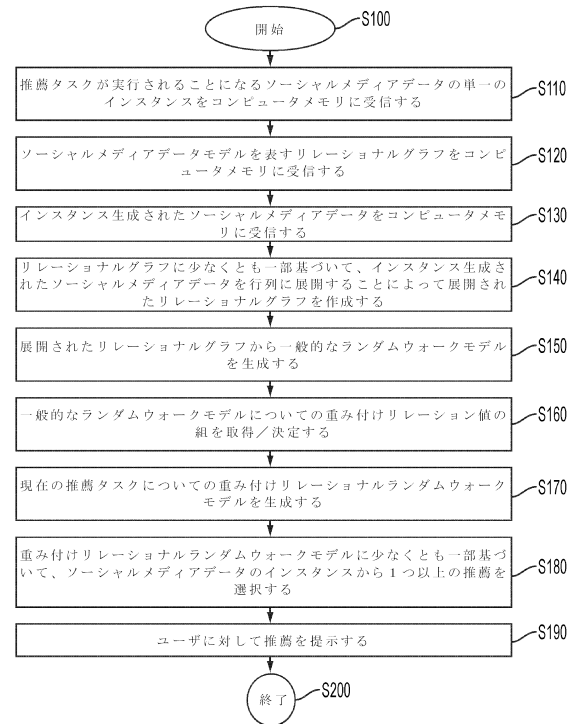 開始
S100
推薦タスクが実行されることになるソーシャルメディアデータの単一の
インスタンスをコンピュータメモリに受信する
S110
ソーシャルメディアデータモデルを表すリレーショナルグラフをコンピ
ュータメモリに受信する
S120
インスタンス生成されたソーシャルメディアデータをコンピュータメモ
リに受信する
S130
リレーショナルグラフに少なくとも一部基づいて、インスタンス生成さ
れたソーシャルメディアデータを行列に展開することによって展開され
たリレーショナルグラフを作成する
S140
展開されたリレーショナルグラフから一般的なランダムウォークモデル
を生成する
S150
一般的なランダムウォークモデルについての重み付けリレーション値の
組を取得／決定する
S160
現在の推薦タスクについての重み付けリレーショナルランダムウォーク
モデルを生成する
S170
重み付けリレーショナルランダムウォークモデルに少なくとも一部基づ
いて、ソーシャルメディアデータのインスタンスから１つ以上の推薦を
選択する
S180
ユーザに対して推薦を提示する
S190
終了
S200